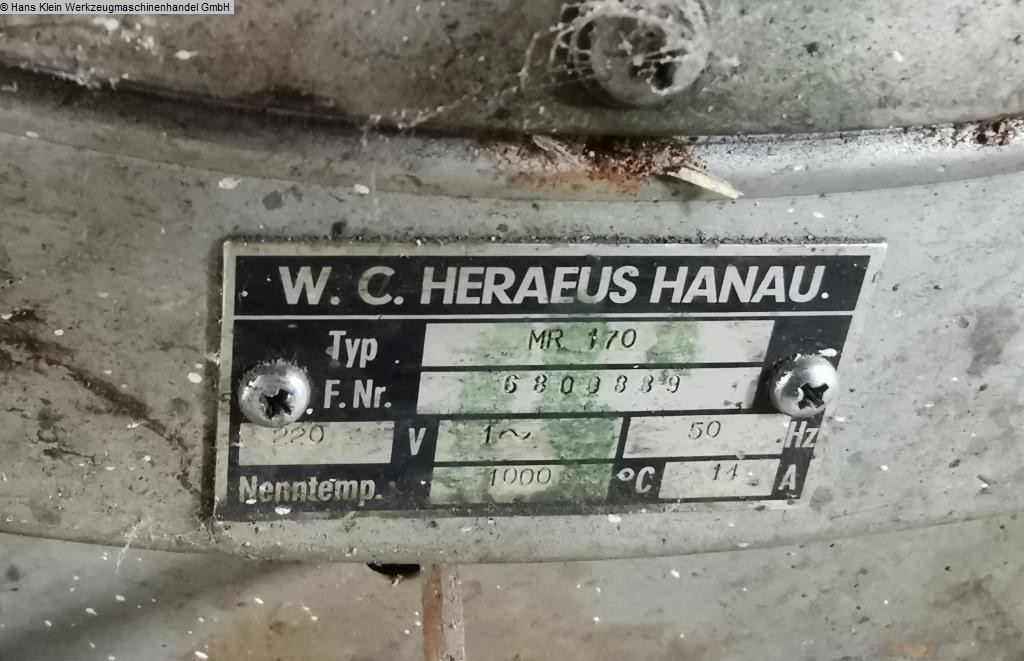 © Hans Klein Werkzeugmaschinenhandel GmbH
W. C. HERAEUS HANAU.
Typ MR 170
F. Nr. 6800889
220 V 1~ 50 Hz
Nenntemp. 1000 °C 14 A